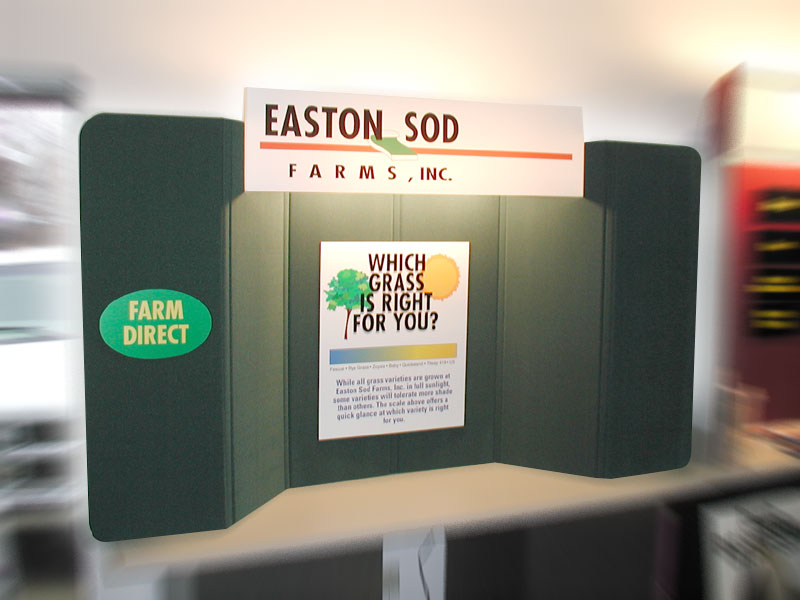 EASTON SOD
FARMS, INC.
FARM
DIRECT
WHICH
GRASS
IS RIGHT
FOR YOU?
While all grass varieties are grown at
Easton Sod Farms, Inc. in full sunlight,
some varieties will tolerate more shade
than others. The scale above offers a
quick glance at which variety is right
for you.